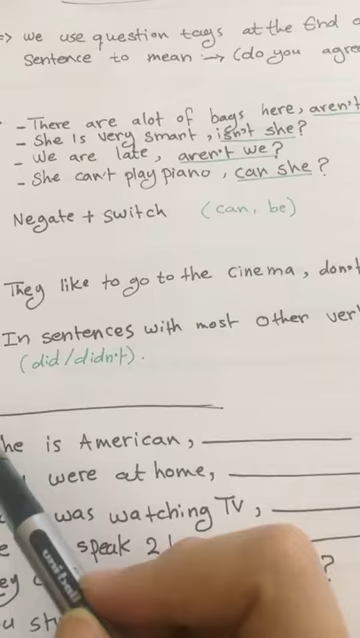 => we use question tags at the End
Sentence to mean → (do you agree
- There are alot of bags here, aren't
- She Is very smart, isn't she?
- We are late, aren't we?
- She can't play piano, can she?
Negate + switch (can, be)
They like to go to the cinema, don't
In sentences with most other ver
(did/didn't).
he is American,
were at home,
was watching TV,
speak 2
?
uni-ball